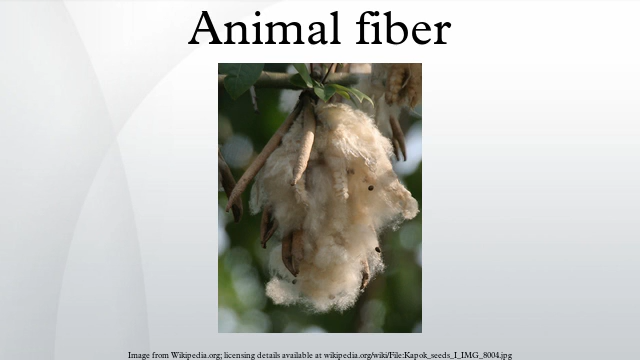 Animal fiber
Image from Wikipedia.org; licensing details available at wikipedia.org/wiki/File:Kapok_seeds_I_IMG_8004.jpg